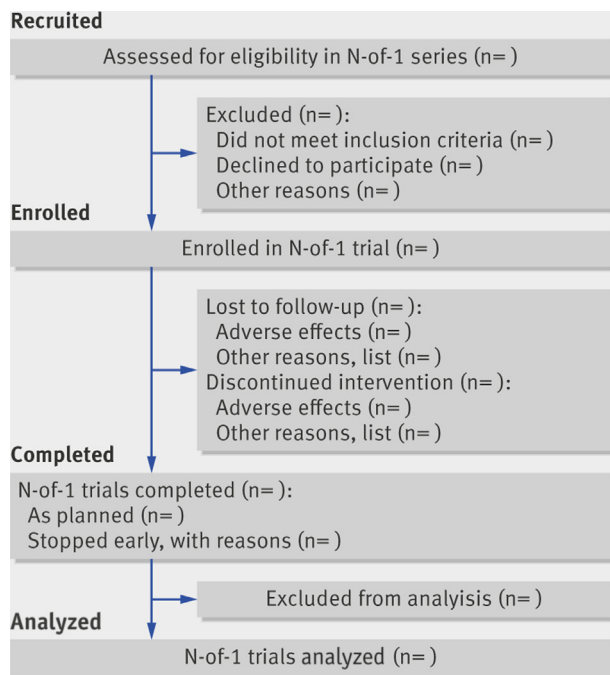 Recruited
Assessed for eligibility in N-of-1 series (n= )
Excluded (n= ):
Did not meet inclusion criteria (n= )
Declined to participate (n= )
Other reasons (n= )
Enrolled
Enrolled in N-of-1 trial (n= )
Lost to follow-up (n= ):
Adverse effects (n= )
Other reasons, list (n= )
Discontinued intervention (n= ):
Adverse effects (n= )
Other reasons, list (n= )
Completed
N-of-1 trials completed (n= ):
As planned (n= )
Stopped early, with reasons (n= )
Excluded from analyisis (n= )
Analyzed
N-of-1 trials analyzed (n= )